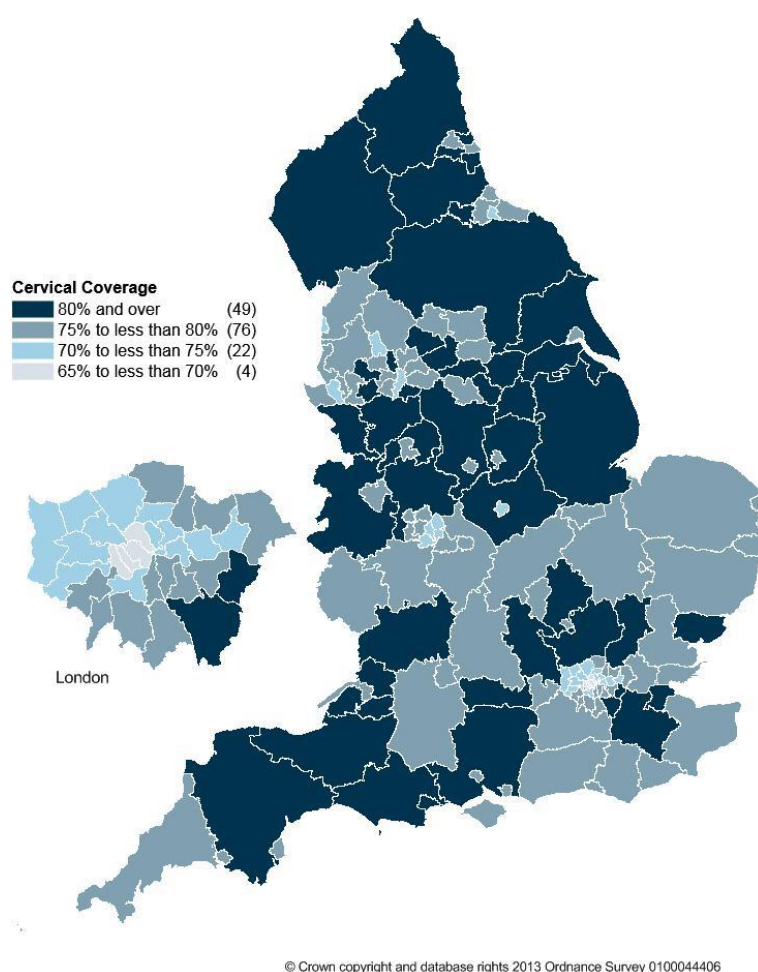 Cervical Coverage
80% and over (49)
75% to less than 80% (76)
70% to less than 75% (22)
65% to less than 70% (4)
London
© Crown copyright and database rights 2013 Ordnance Survey 0100044406